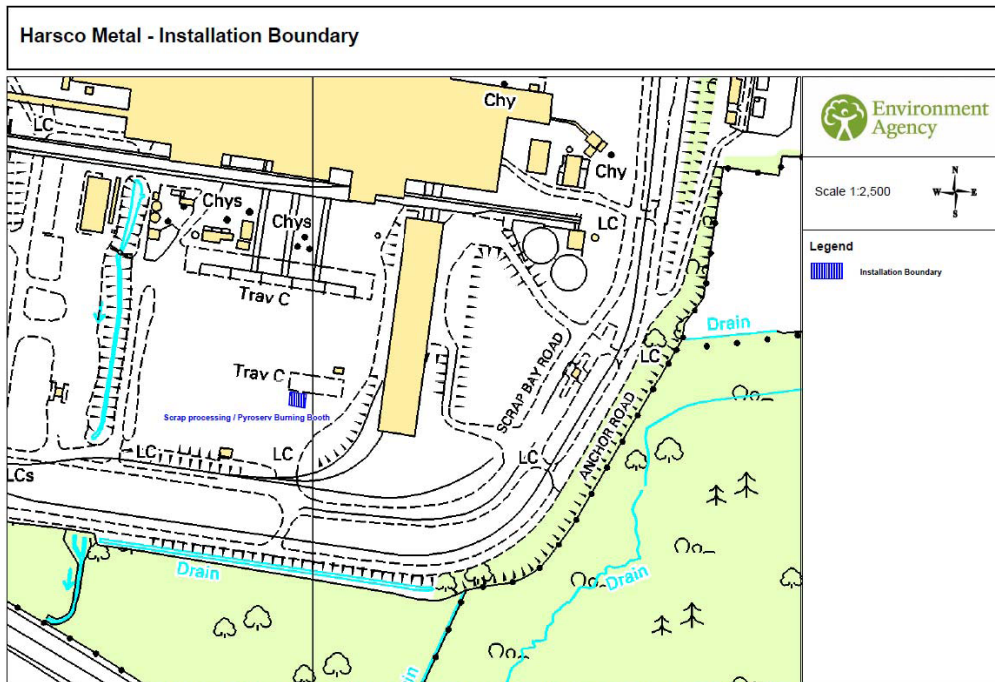 Harsco Metal - Installation Boundary
Environment
Agency
N
Scale 1:2,500
W
E
S
Legend
Installation Boundary
Chy
LC
Chy
Chys
Chys
LC
Trav C
Drain
LC
SCRAP BAY ROAD
Trav C
Scrap processing / Pyroserv Burning Booth
ANCHOR ROAD
LC
LC
LC
LCs
Drain
Drain